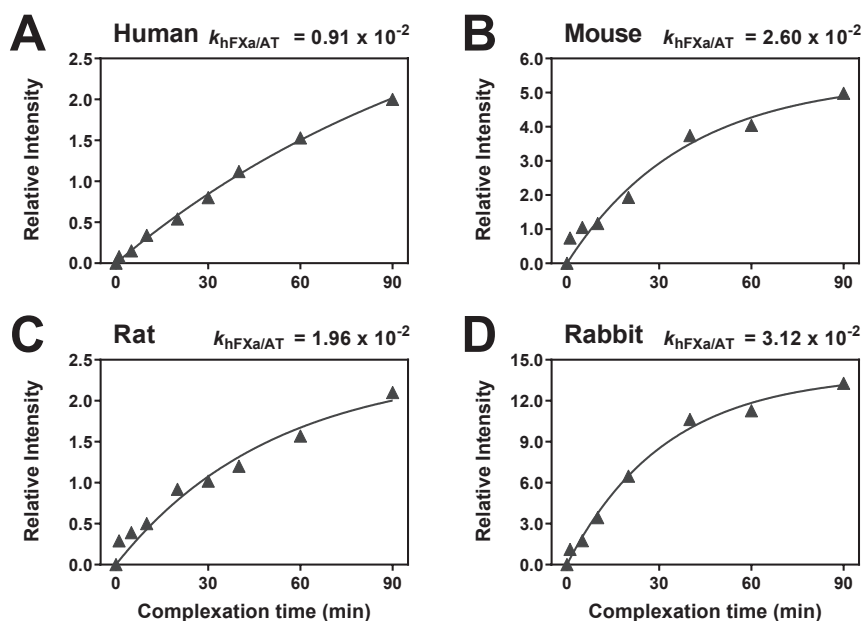 A Human k hFXa/AT = 0.91 x 10-2
2.5
2.0
1.5
1.0
0.5
0.0
0 30 60 90
Relative Intensity
B Mouse k hFXa/AT = 2.60 x 10-2
6.0
5.0
4.0
3.0
2.0
1.0
0.0
0 30 60 90
Relative Intensity
C Rat k hFXa/AT = 1.96 x 10-2
2.5
2.0
1.5
1.0
0.5
0.0
0 30 60 90
Relative Intensity
Complexation time (min)
D Rabbit k hFXa/AT = 3.12 x 10-2
15.0
12.0
9.0
6.0
3.0
0.0
0 30 60 90
Relative Intensity
Complexation time (min)